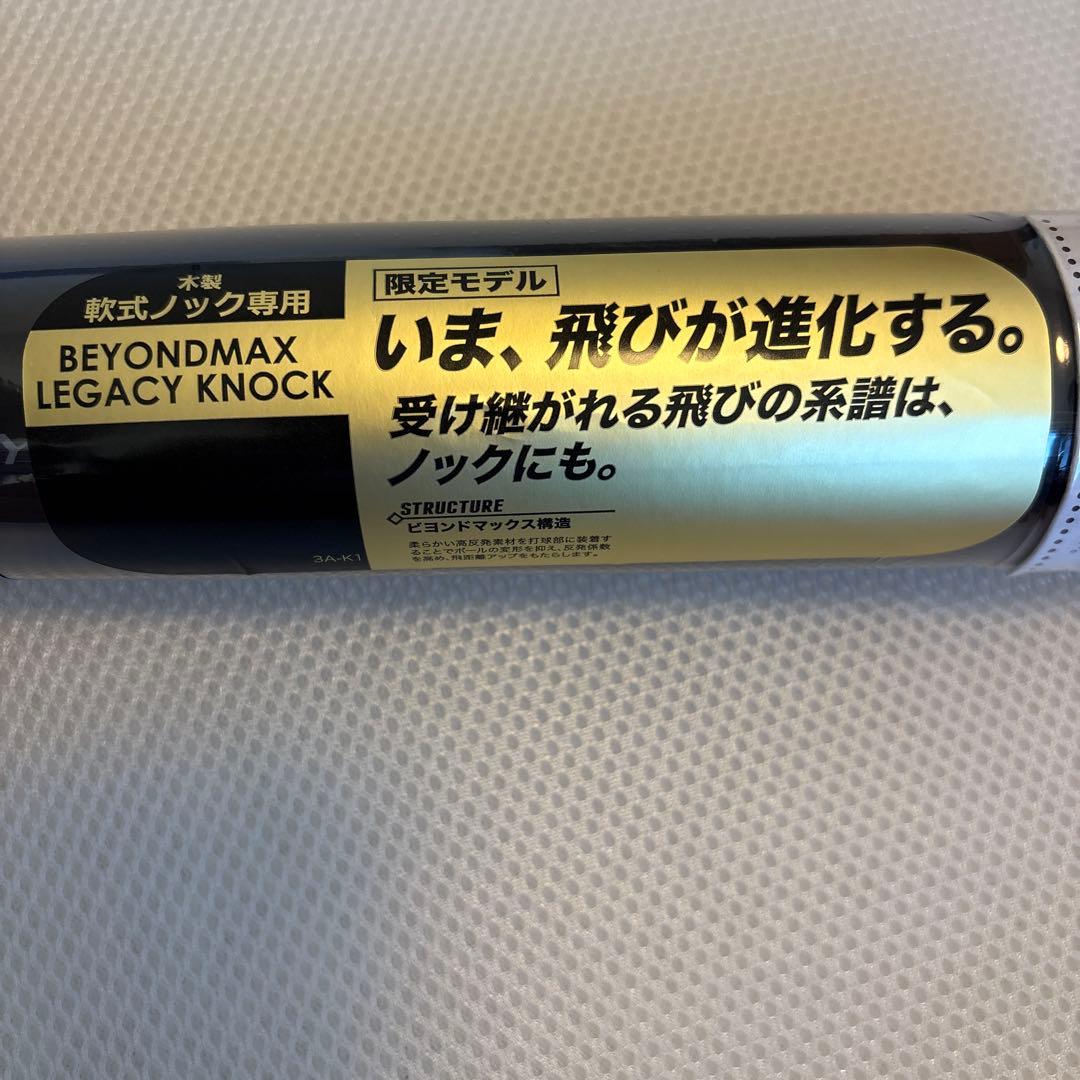 木製
軟式ノック専用
BEYONDMAX
LEGACY KNOCK
3A-K1
限定モデル
いま、飛びが進化する。
受け継がれる飛びの系譜は、
ノックにも。
STRUCTURE
ビヨンドマックス構造
柔らかい高反発素材を打球部に装着す
ることでボールの変形を抑え、反発係数
を高め、飛距離アップをもたらします。
Y